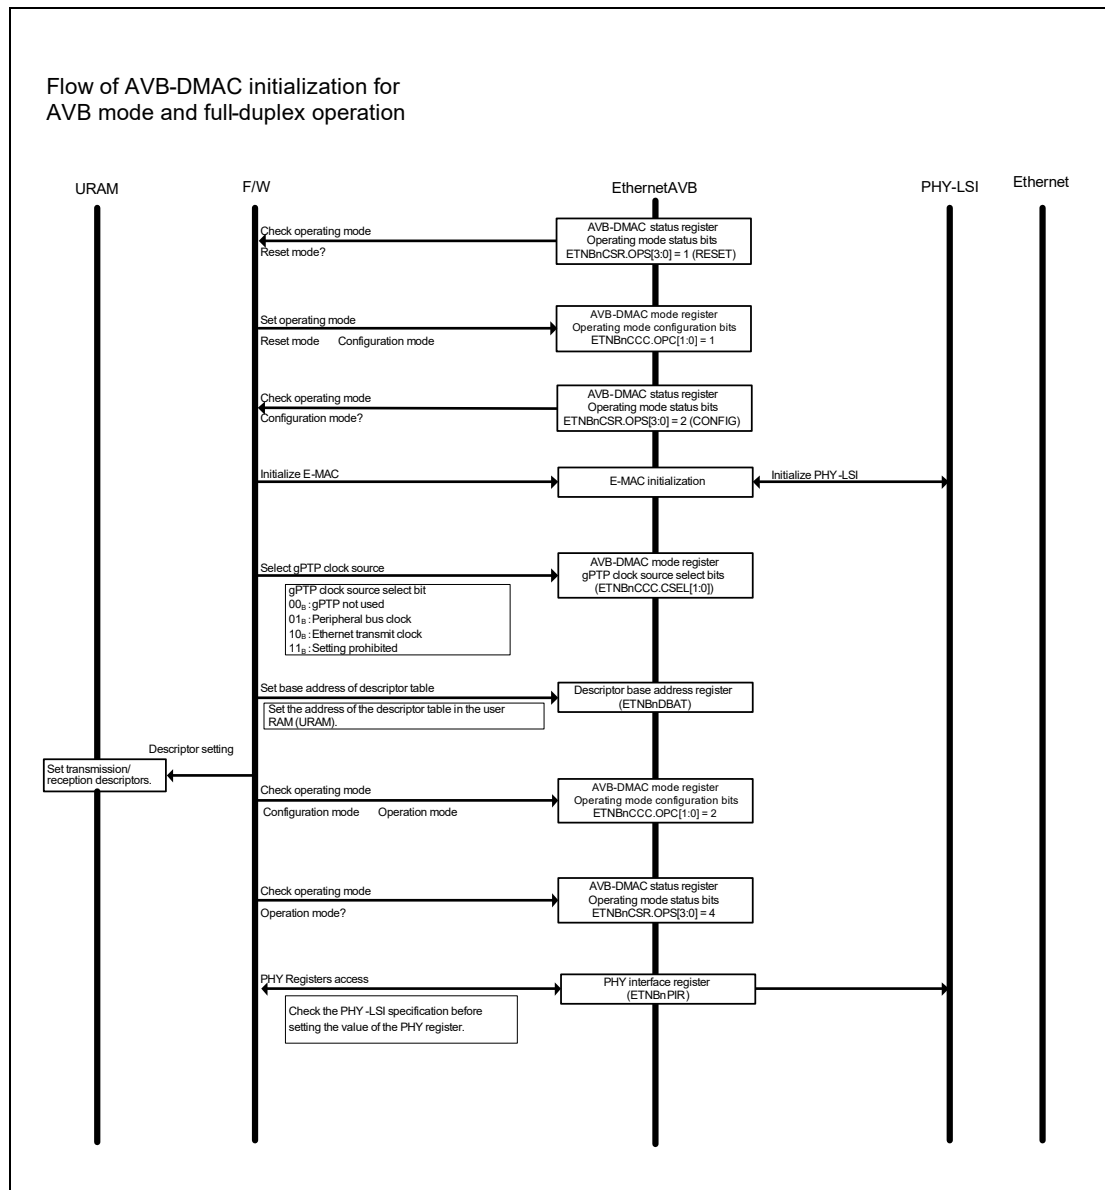 Flow of AVB-DMAC initialization for
AVB mode and full-duplex operation
URAM
F/W
EthernetAVB
PHY-LSI
Ethernet
Check operating mode
Reset mode?
AVB-DMAC status register
Operating mode status bits
ETNBnCSR.OPS[3:0] = 1 (RESET)
Set operating mode
Reset mode Configuration mode
AVB-DMAC mode register
Operating mode configuration bits
ETNBnCCC.OPC[1:0] = 1
Check operating mode
Configuration mode?
AVB-DMAC status register
Operating mode status bits
ETNBnCSR.OPS[3:0] = 2 (CONFIG)
Initialize E-MAC
E-MAC initialization
Initialize PHY-LSI
Select gPTP clock source
AVB-DMAC mode register
gPTP clock source select bits
(ETNBnCCC.CSEL[1:0])
gPTP clock source select bit
00B : gPTP not used
01B : Peripheral bus clock
10B : Ethernet transmit clock
11B : Setting prohibited
Set base address of descriptor table
Set the address of the descriptor table in the user
RAM (URAM).
Descriptor base address register
(ETNBnDBAT)
Descriptor setting
Set transmission/
reception descriptors.
Check operating mode
Configuration mode Operation mode
AVB-DMAC mode register
Operating mode configuration bits
ETNBnCCC.OPC[1:0] = 2
Check operating mode
Operation mode?
AVB-DMAC status register
Operating mode status bits
ETNBnCSR.OPS[3:0] = 4
PHY Registers access
PHY interface register
(ETNBnPIR)
Check the PHY-LSI specification before
setting the value of the PHY register.